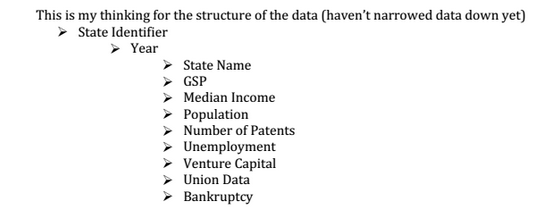 This is my thinking for the structure of the data (haven't narrowed data down yet)
➢ State Identifier
➢ Year
➢ State Name
➢ GSP
➢ Median Income
➢ Population
➢ Number of Patents
➢ Unemployment
➢ Venture Capital
➢ Union Data
➢ Bankruptcy